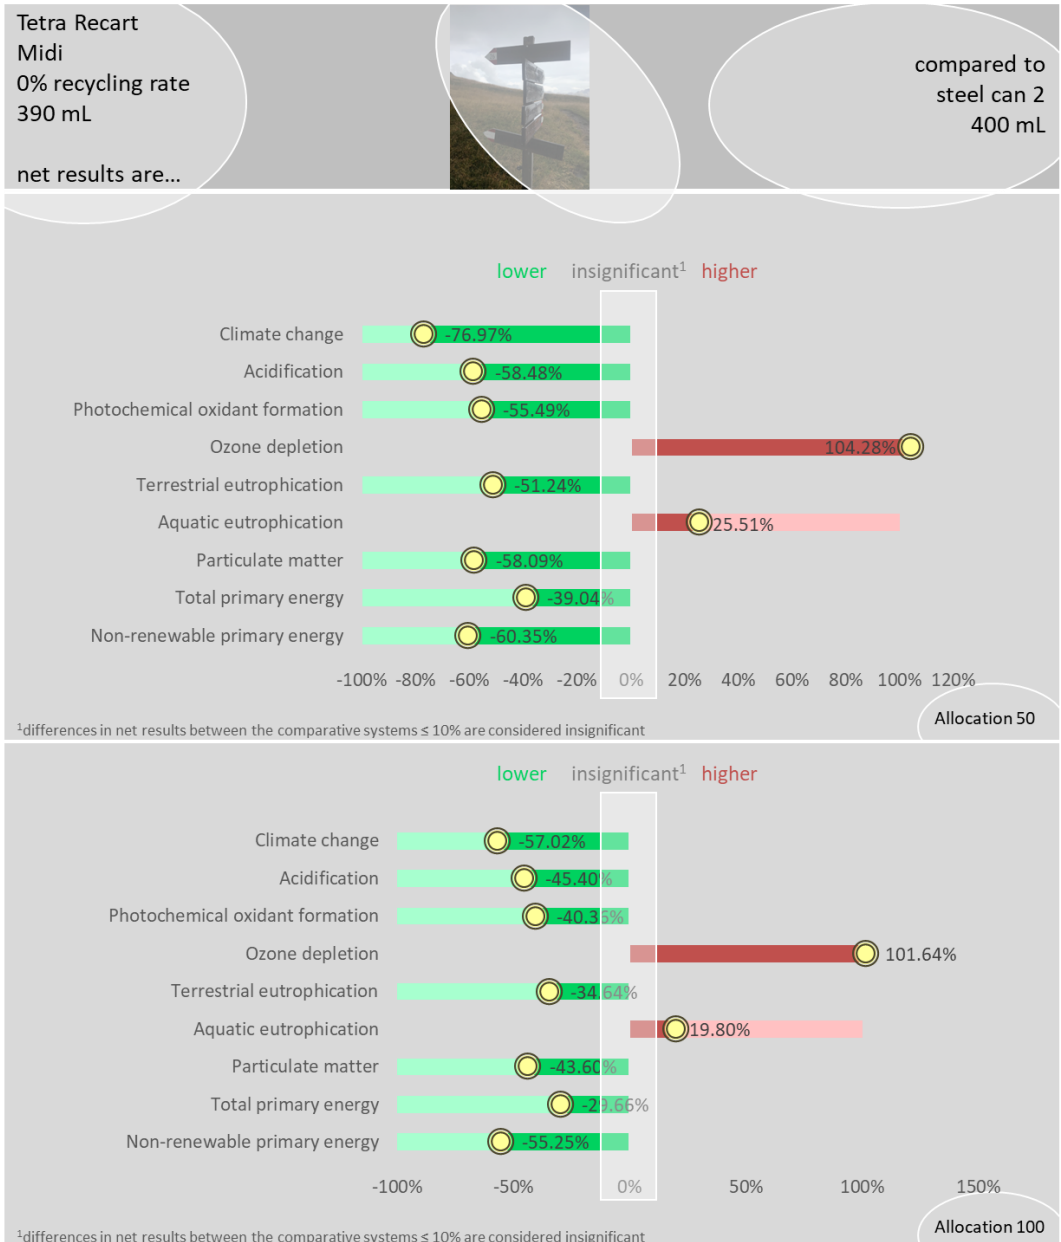 Tetra Recart
Midi
0% recycling rate
390 mL
net results are...
compared to
steel can 2
400 mL
lower insignificant¹ higher
Climate change -76.97%
Acidification -58.48%
Photochemical oxidant formation -55.49%
Ozone depletion 104.28%
Terrestrial eutrophication -51.24%
Aquatic eutrophication 25.51%
Particulate matter -58.09%
Total primary energy -39.04%
Non-renewable primary energy -60.35%
-100% -80% -60% -40% -20% 0% 20% 40% 60% 80% 100% 120%
Allocation 50
¹differences in net results between the comparative systems ≤ 10% are considered insignificant
lower insignificant¹ higher
Climate change -57.02%
Acidification -45.40%
Photochemical oxidant formation -40.36%
Ozone depletion 101.64%
Terrestrial eutrophication -34.64%
Aquatic eutrophication 19.80%
Particulate matter -43.60%
Total primary energy -29.66%
Non-renewable primary energy -55.25%
-100% -50% 0% 50% 100% 150%
Allocation 100
¹differences in net results between the comparative systems ≤ 10% are considered insignificant